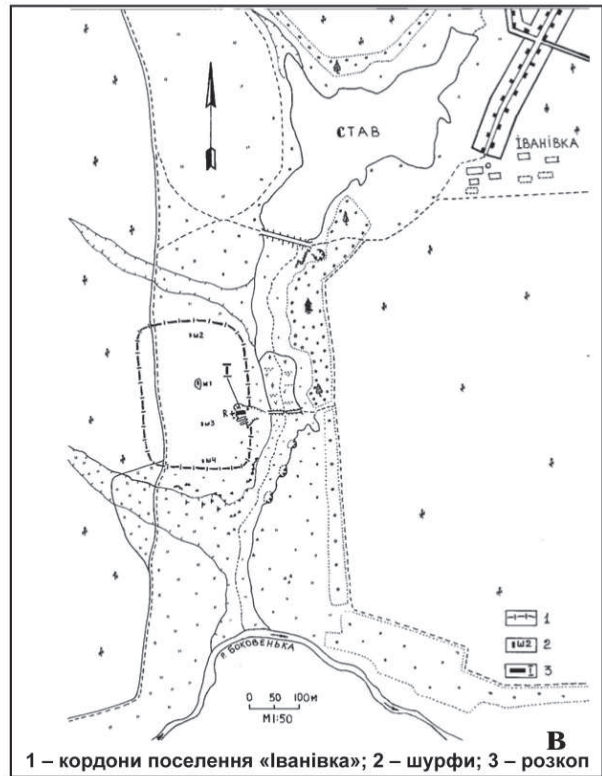 СТАВ
ІВАНІВКА
ш2
I
ш1
R
ш3
ш4
1
ш2 2
I 3
р. БОКОВЕНЬКА
0 50 100м
М1:50
В
1 – кордони поселення «Іванівка»; 2 – шурфи; 3 – розкоп